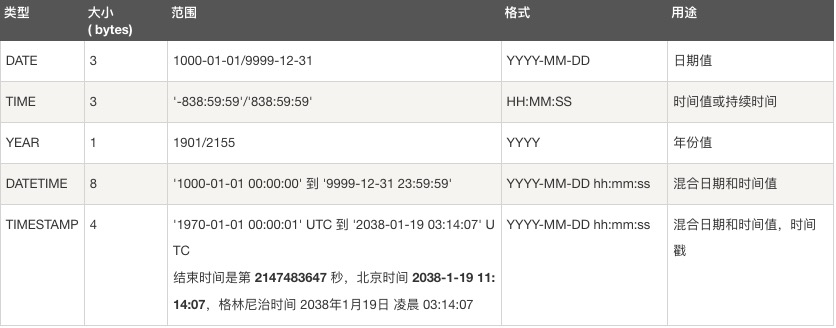 类型 大小 范围 格式 用途
( bytes)
DATE 3 1000-01-01/9999-12-31 YYYY-MM-DD 日期值
TIME 3 '-838:59:59'/'838:59:59' HH:MM:SS 时间值或持续时间
YEAR 1 1901/2155 YYYY 年份值
DATETIME 8 '1000-01-01 00:00:00' 到 '9999-12-31 23:59:59' YYYY-MM-DD hh:mm:ss 混合日期和时间值
TIMESTAMP 4 '1970-01-01 00:00:01' UTC 到 '2038-01-19 03:14:07' U YYYY-MM-DD hh:mm:ss 混合日期和时间值，时间
TC 戳
结束时间是第 2147483647 秒，北京时间 2038-1-19 11:
14:07，格林尼治时间 2038年1月19日 凌晨 03:14:07